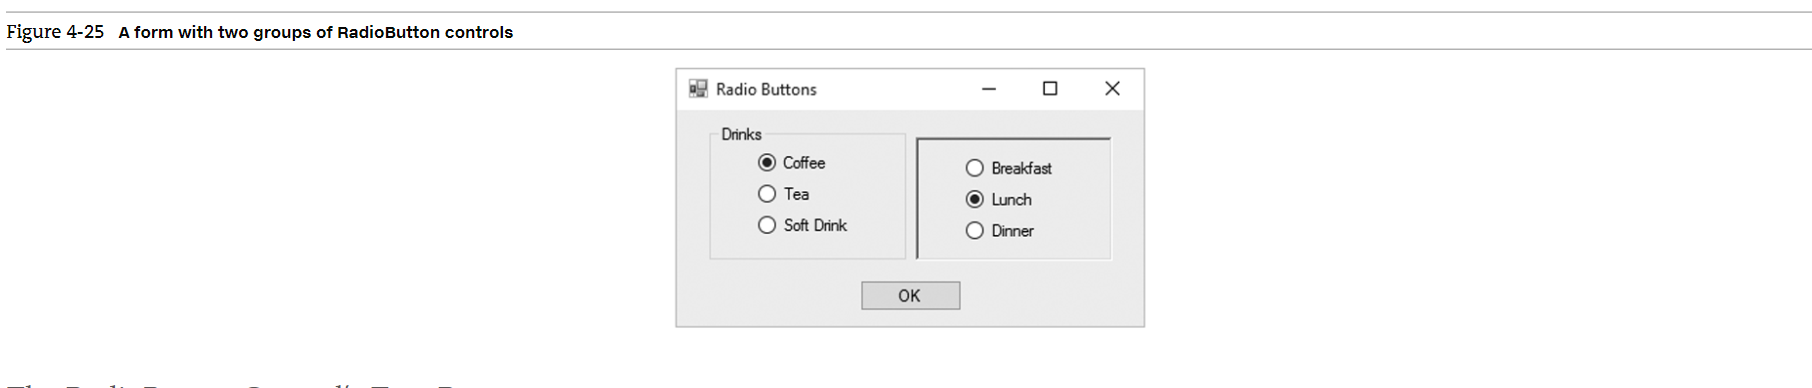 Figure 4-25 A form with two groups of RadioButton controls
Radio Buttons
Drinks
Coffee
Tea
Soft Drink
Breakfast
Lunch
Dinner
OK